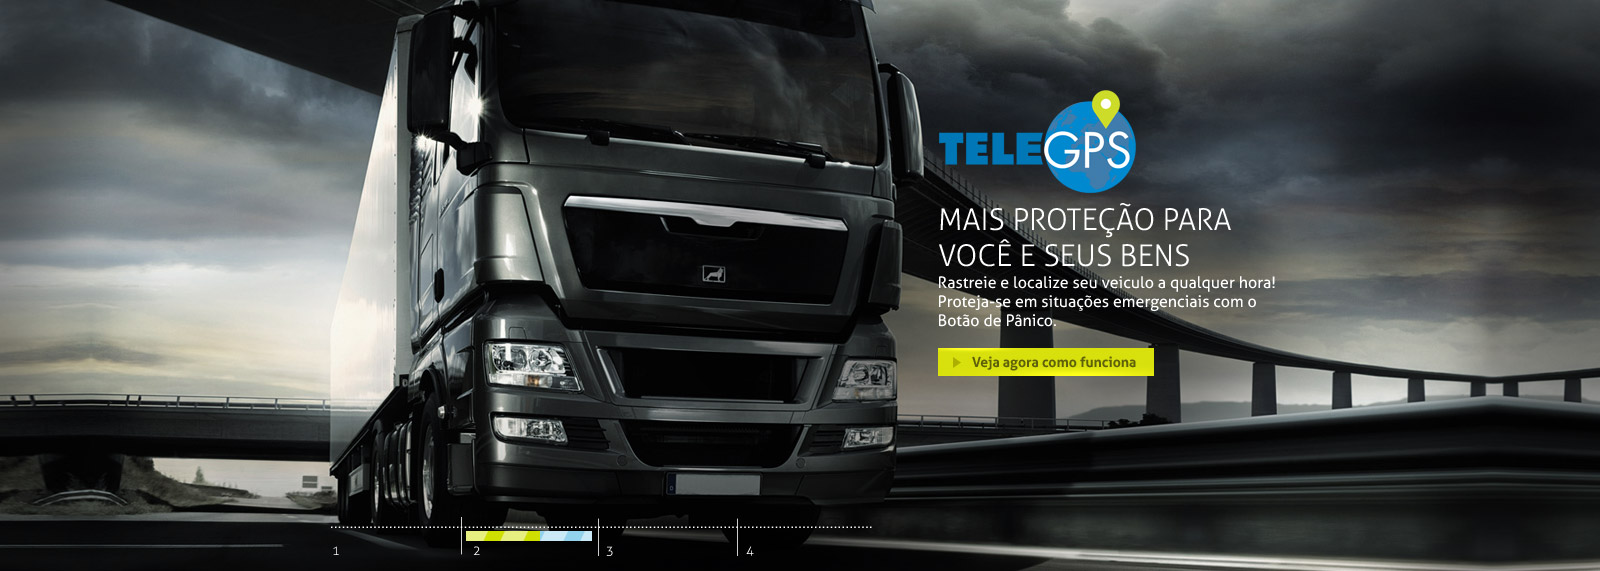 TELEGPS
MAIS PROTEÇÃO PARA
VOCÊ E SEUS BENS
Rastreie e localize seu veiculo a qualquer hora!
Proteja-se em situações emergenciais com o
Botão de Pânico.
Veja agora como funciona
1 2 3 4